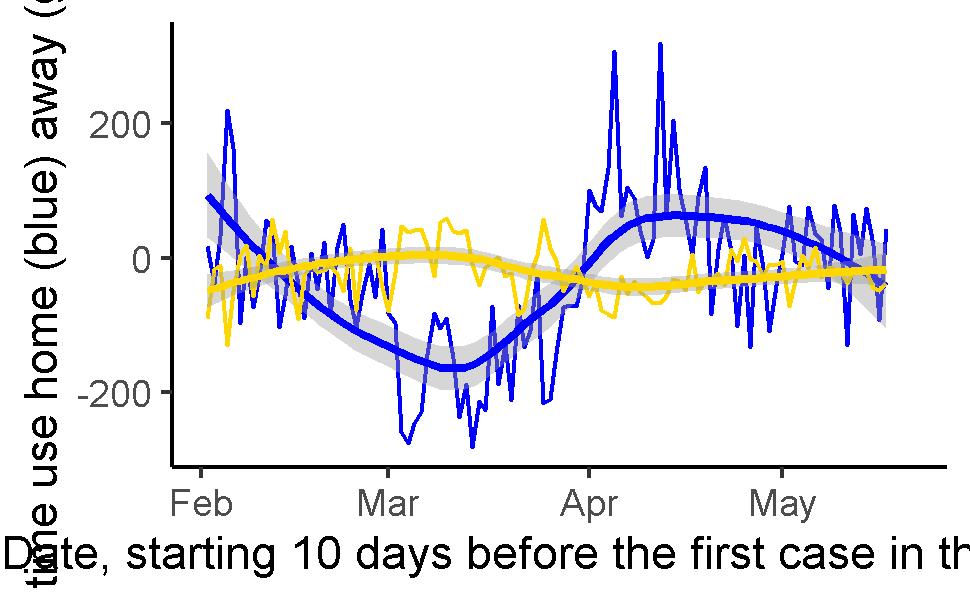 time use home (blue) away (
200
0
-200
Feb Mar Apr May
Date, starting 10 days before the first case in th